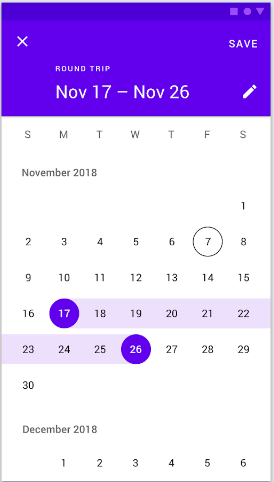 SAVE
ROUND TRIP
Nov 17 – Nov 26
S M T W T F S
November 2018
1
2 3 4 5 6 7 8
9 10 11 12 13 14 15
16 17 18 19 20 21 22
23 24 25 26 27 28 29
30
December 2018
1 2 3 4 5 6